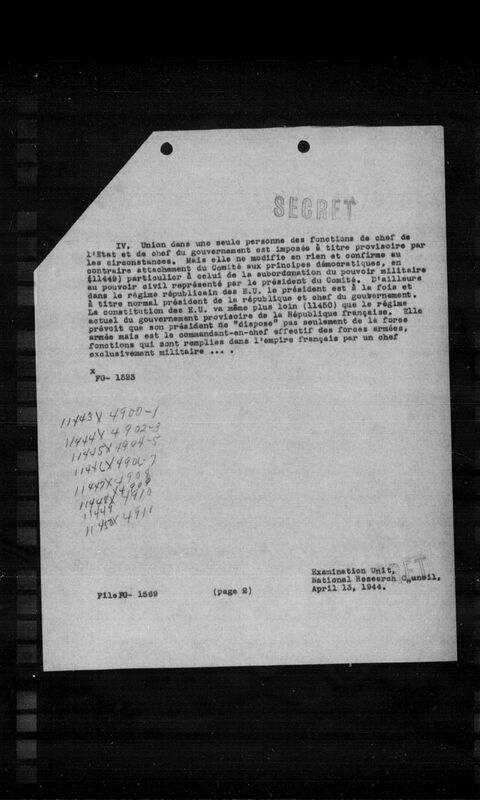 SECRET
IV. Union dans une seule personne des fonctions de chef de
l'Etat et de chef du gouvernement est imposée à titre provisoire par
les circonstances. Mais elle ne modifie en rien et confirme au
contraire attachement du Comité aux principes démocratiques, en
(11449) particulier à celui de la subordonation du pouvoir militaire
au pouvoir civil représenté par le président du Comité. D'ailleurs
dans le régime républicain des E.U. le président est à la fois et
à titre normal président de la république et chef du gouvernement.
La constitution des E.U. va même plus loin (11450) que le régime
actuel du gouvernement provisoire de la République française. Elle
prévoit que son président ne "dispose" pas seulement de la force
armée mais est le commandant-en-chef effectif des forces armées,
fonctions qui sont remplies dans l'empire français par un chef
exclusivement militaire ... .
x
FG- 1523
11443X 4900-1
11444X 4902-3
11445X 4904-5
11446X 4906-7
11447X 4908
11448X 4909
11449 4910
11450X 4911
Examination Unit,
National Research Council,
April 13, 1944.
File FG- 1569 (page 2)